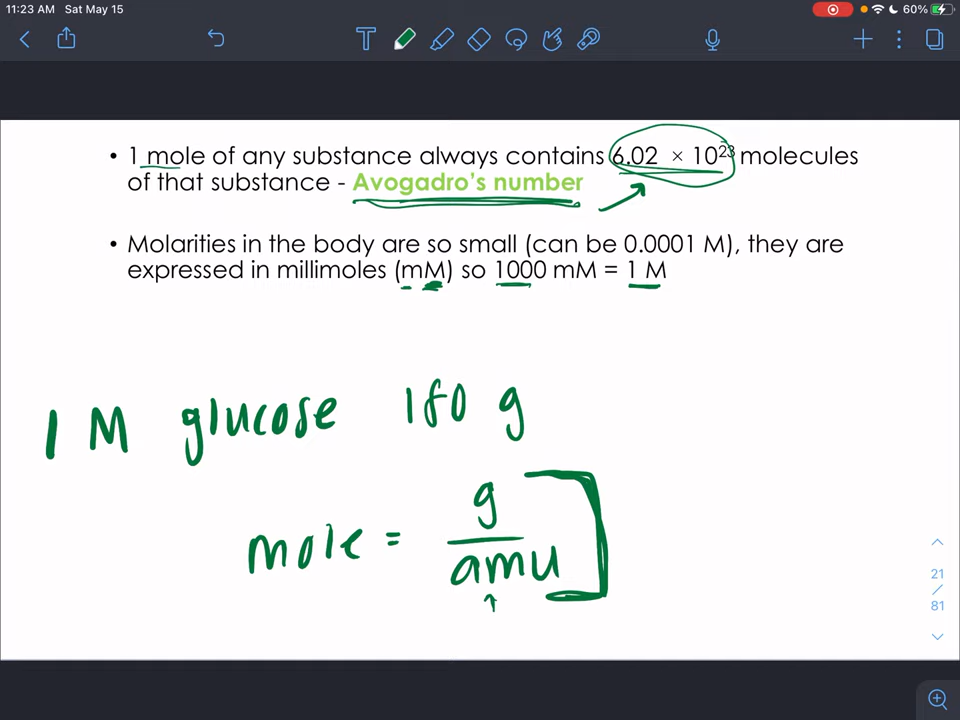 11:23 AM Sat May 15
60%
• 1 mole of any substance always contains 6.02 × 10²³ molecules
of that substance - Avogadro's number
• Molarities in the body are so small (can be 0.0001 M), they are
expressed in millimoles (mM) so 1000 mM = 1 M
1 M glucose 180 g
mole = g
amu
21
/
81